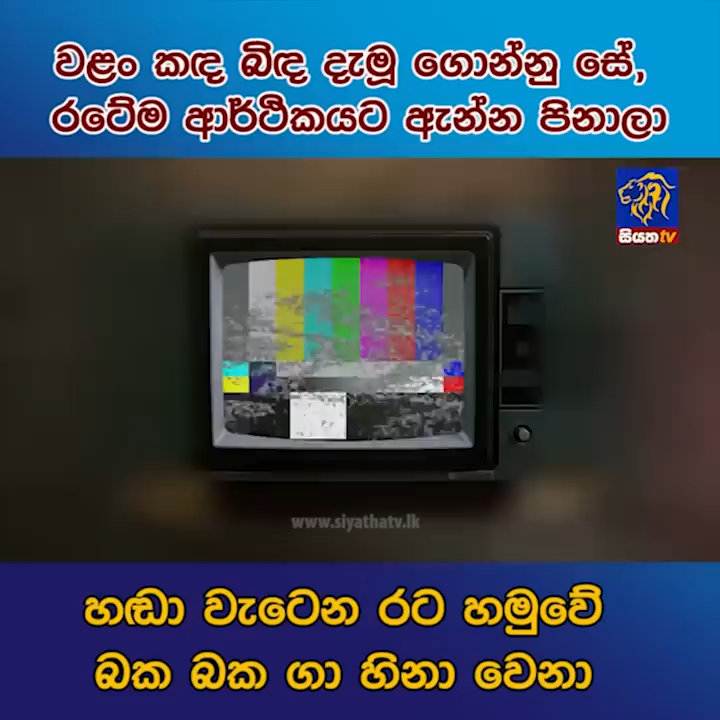 වළං කඳ බිඳ දැමූ ගොන්නු සේ,
රටේම ආර්ථිකයට ඇන්න පිනාලා
සියත tv
www.siyathatv.lk
හඬා වැටෙන රට හමුවේ
බක බක ගා හිනා වෙනා